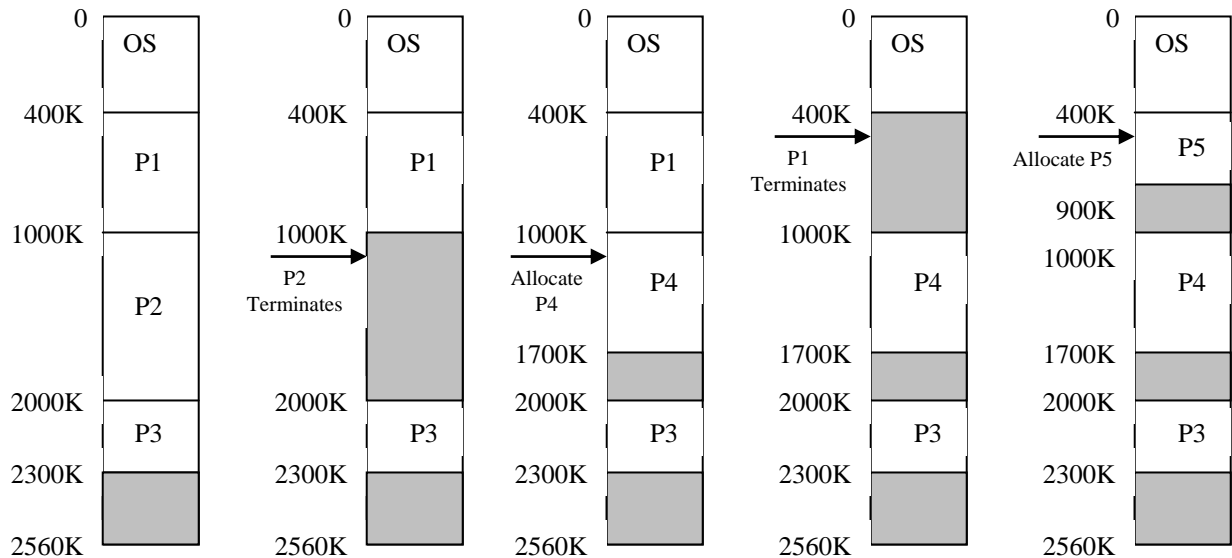 0
OS
400K
P1
1000K
P2
2000K
P3
2300K
2560K
0
OS
400K
P1
1000K
P2
Terminates
2000K
P3
2300K
2560K
0
OS
400K
P1
1000K
Allocate
P4
P4
1700K
2000K
P3
2300K
2560K
0
OS
400K
P1
Terminates
1000K
P4
1700K
2000K
P3
2300K
2560K
0
OS
400K
Allocate P5
P5
900K
1000K
P4
1700K
2000K
P3
2300K
2560K